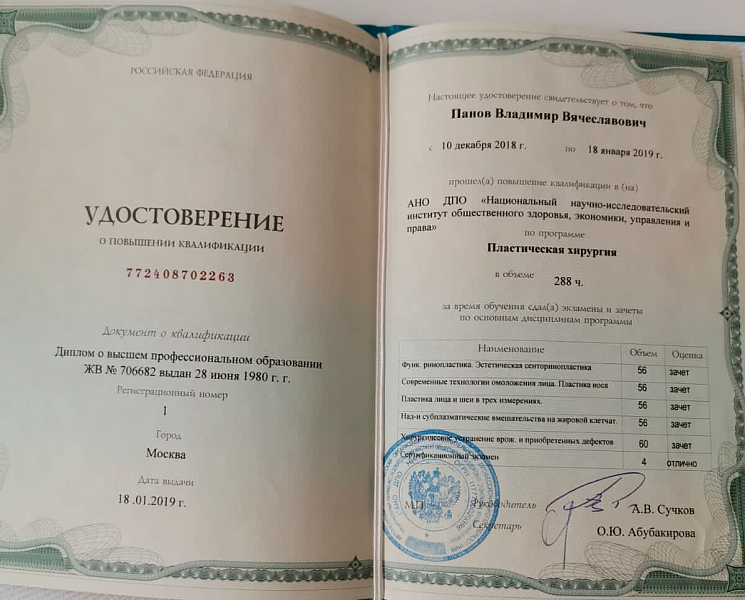 РОССИЙСКАЯ ФЕДЕРАЦИЯ
УДОСТОВЕРЕНИЕ
О ПОВЫШЕНИИ КВАЛИФИКАЦИИ
772408702263
Документ о квалификации
Диплом о высшем профессиональном образовании
ЖВ № 706682 выдан 28 июня 1980 г. г.
Регистрационный номер
1
Город
Москва
Дата выдачи
18 .01.2019 г.
Настоящее удостоверение свидетельствует о том, что
Панов Владимир Вячеславович
с 10 декабря 2018 г. по 18 января 2019 г.
прошел(а) повышение квалификации в (на)
АНО ДПО «Национальный научно-исследовательский
институт общественного здоровья, экономики, управления и
права»
по программе
Пластическая хирургия
в объеме 288 ч.
за время обучения сдал(а) экзамены и зачеты
по основным дисциплинам программы
Наименование Объем Оценка
Функ. ринопластика. Эстетическая септоринопластика 56 зачет
Современные технологии омоложения лица. Пластика носа 56 зачет
Пластика лица и шеи в трех измерениях. 56 зачет
Над-и субплазматические вмешательства на жировой клетчат. 56 зачет
Хирургическое устранение врож. и приобретенных дефектов 60 зачет
Сертификационный экзамен 4 отлично
М.П. Руководитель А.В. Сучков
Секретарь О.Ю. Абубакирова